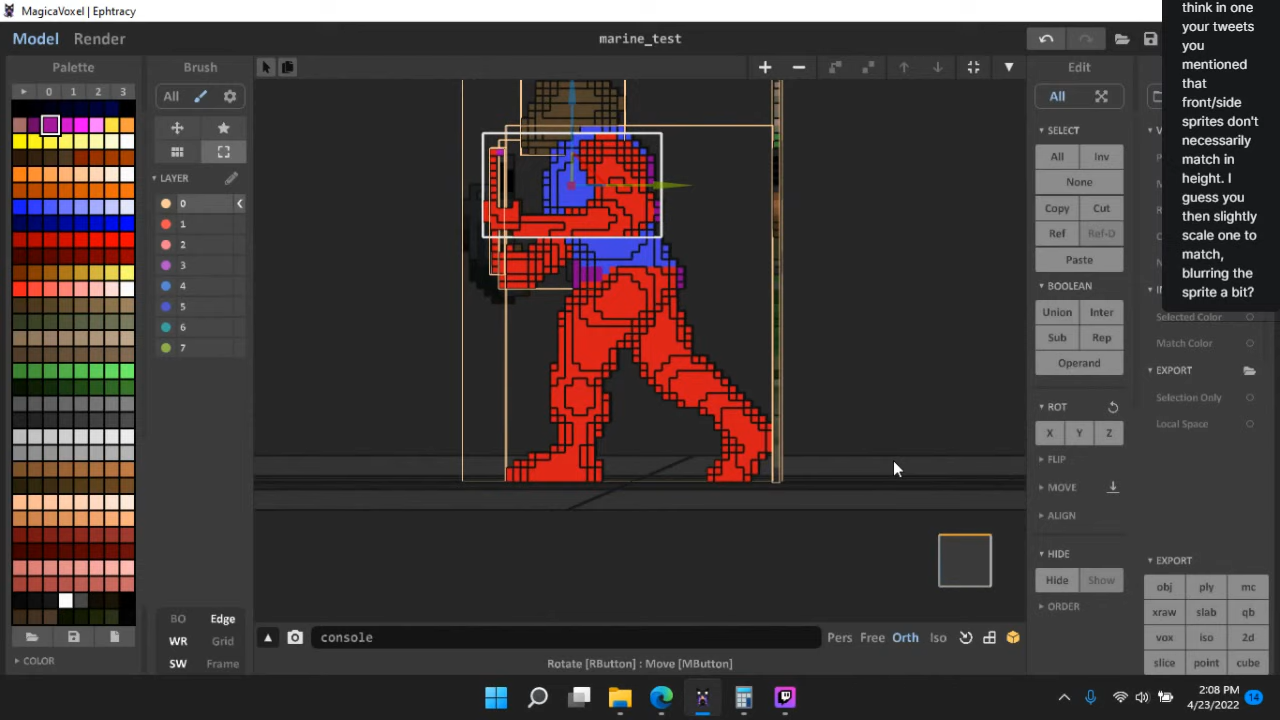 MagicaVoxel | Ephtracy
Model Render
marine_test
Palette
Brush
Edit
0 1 2 3
All
All
LAYER
0
1
2
3
4
5
6
7
SELECT
All Inv
None
Copy Cut
Ref Ref-D
Paste
BOOLEAN
Union Inter
Sub Rep
Operand
ROT
X Y Z
FLIP
MOVE
ALIGN
HIDE
Hide Show
ORDER
think in one
your tweets
you
mentioned
that
front/side
sprites don't
necessarily
match in
height. I
guess you
then slightly
scale one to
match,
blurring the
sprite a bit?
Selected Color
Match Color
EXPORT
Selection Only
Local Space
EXPORT
obj ply mc
xraw slab qb
vox iso 2d
slice point cube
BO Edge
WR Grid
SW Frame
COLOR
console
Pers Free Orth Iso
Rotate [RButton] : Move [MButton]
2:08 PM
4/23/2022
14